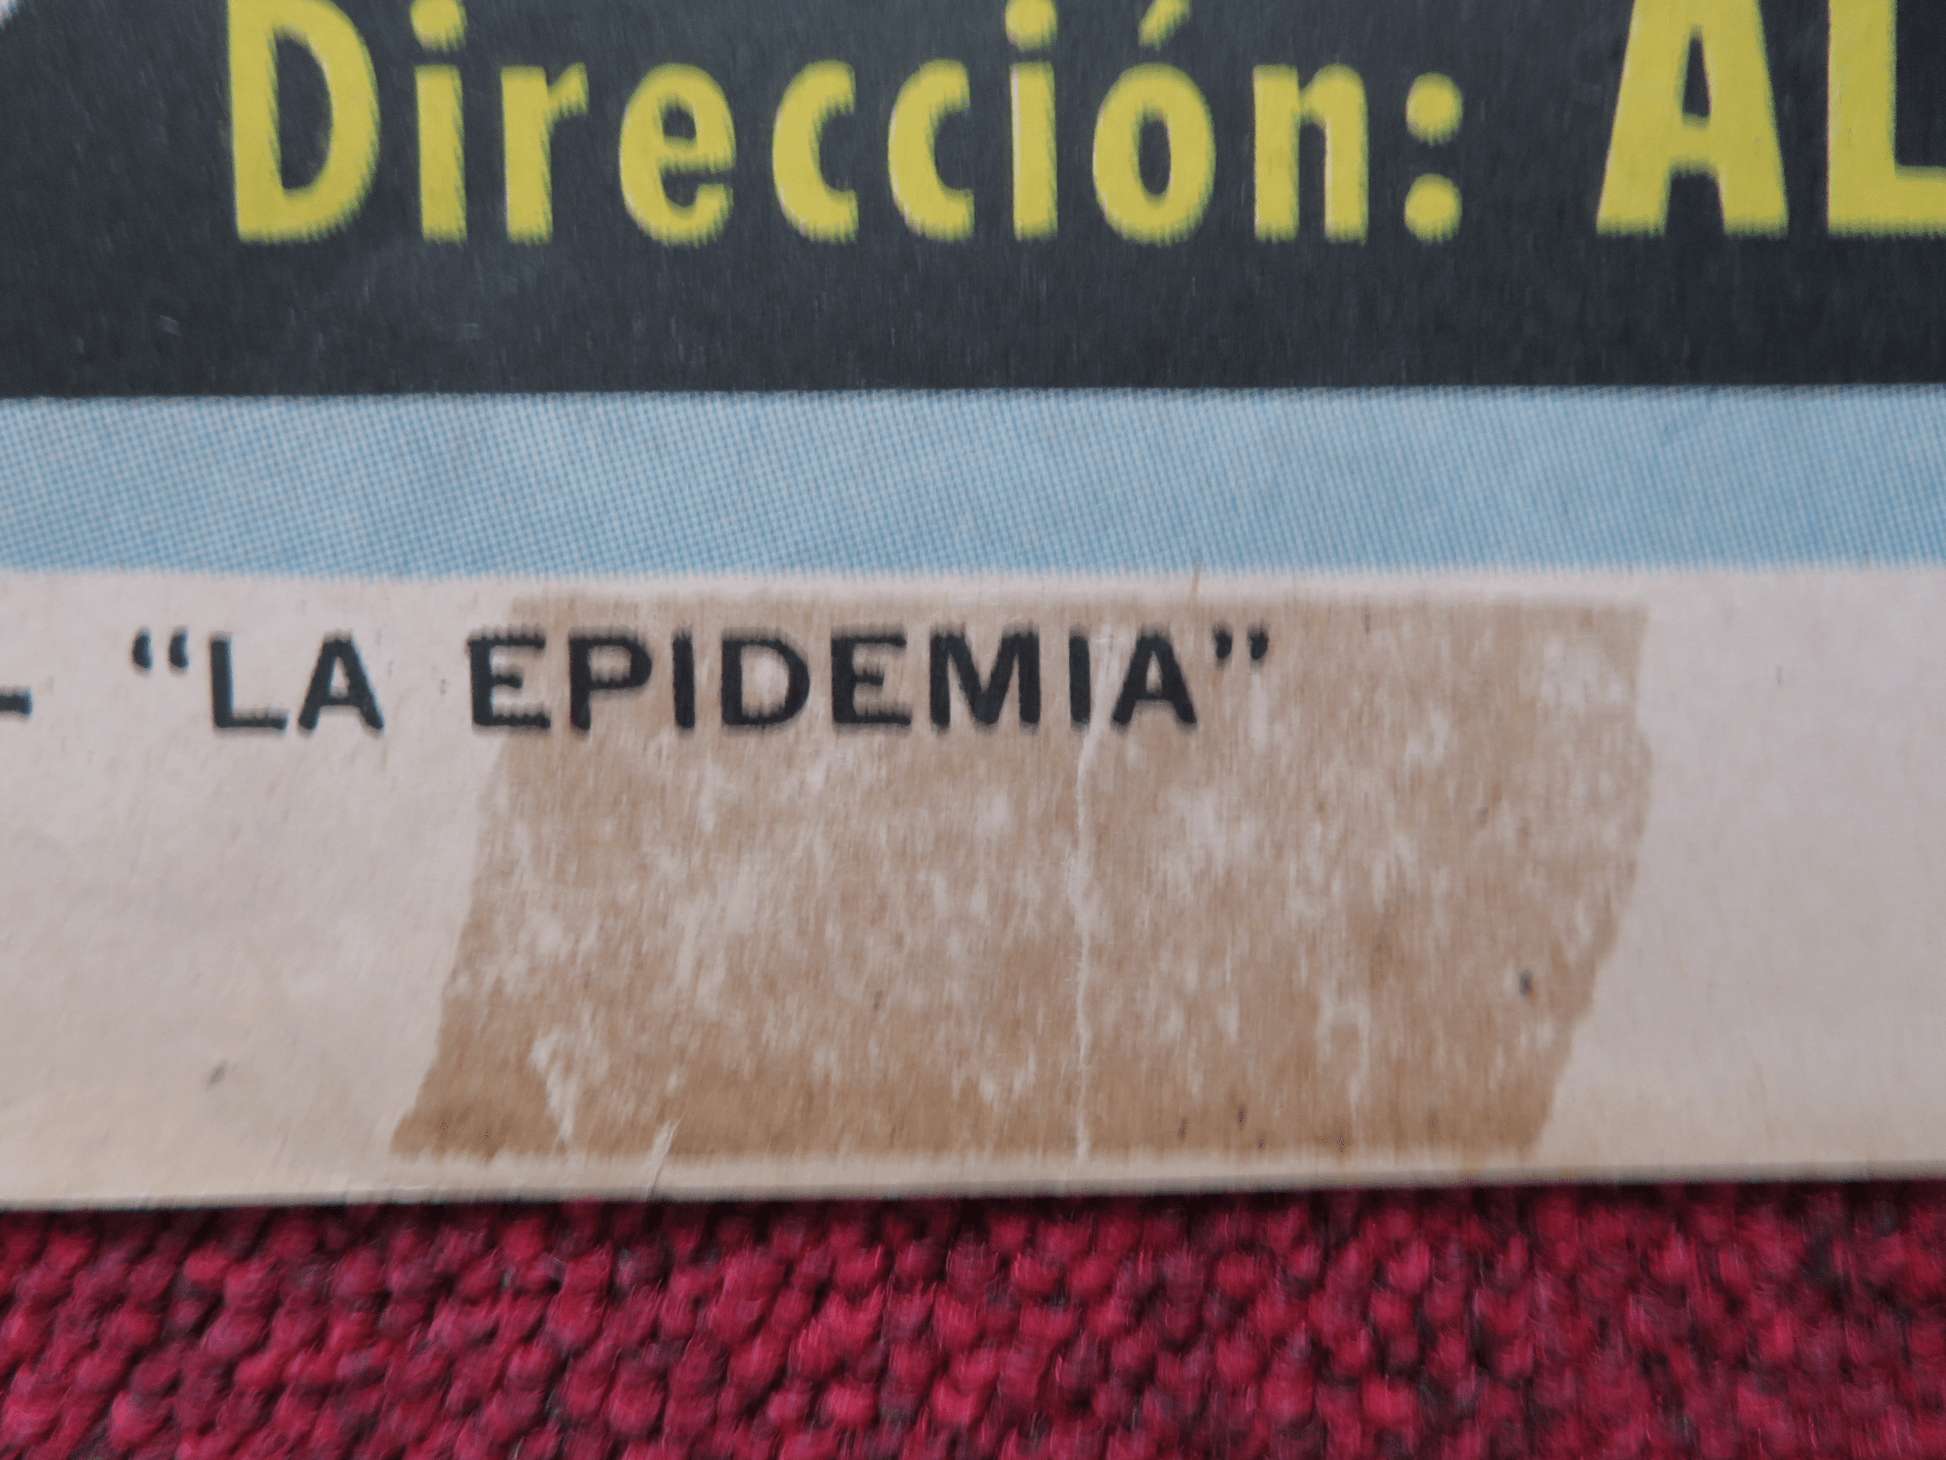 Dirección: AL
- “LA EPIDEMIA”